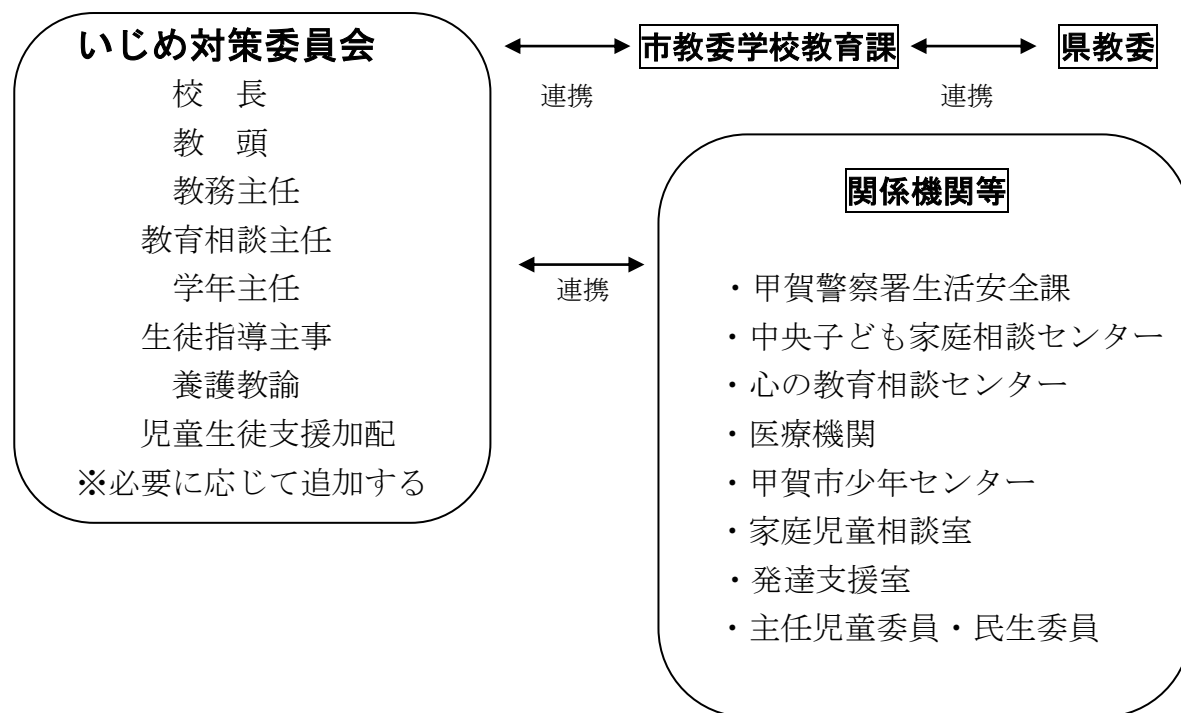 いじめ対策委員会
校　長
教　頭
教務主任
教育相談主任
学年主任
生徒指導主事
養護教諭
児童生徒支援加配
※必要に応じて追加する
連携
市教委学校教育課
連携
県教委
連携
関係機関等
・甲賀警察署生活安全課
・中央子ども家庭相談センター
・心の教育相談センター
・医療機関
・甲賀市少年センター
・家庭児童相談室
・発達支援室
・主任児童委員・民生委員